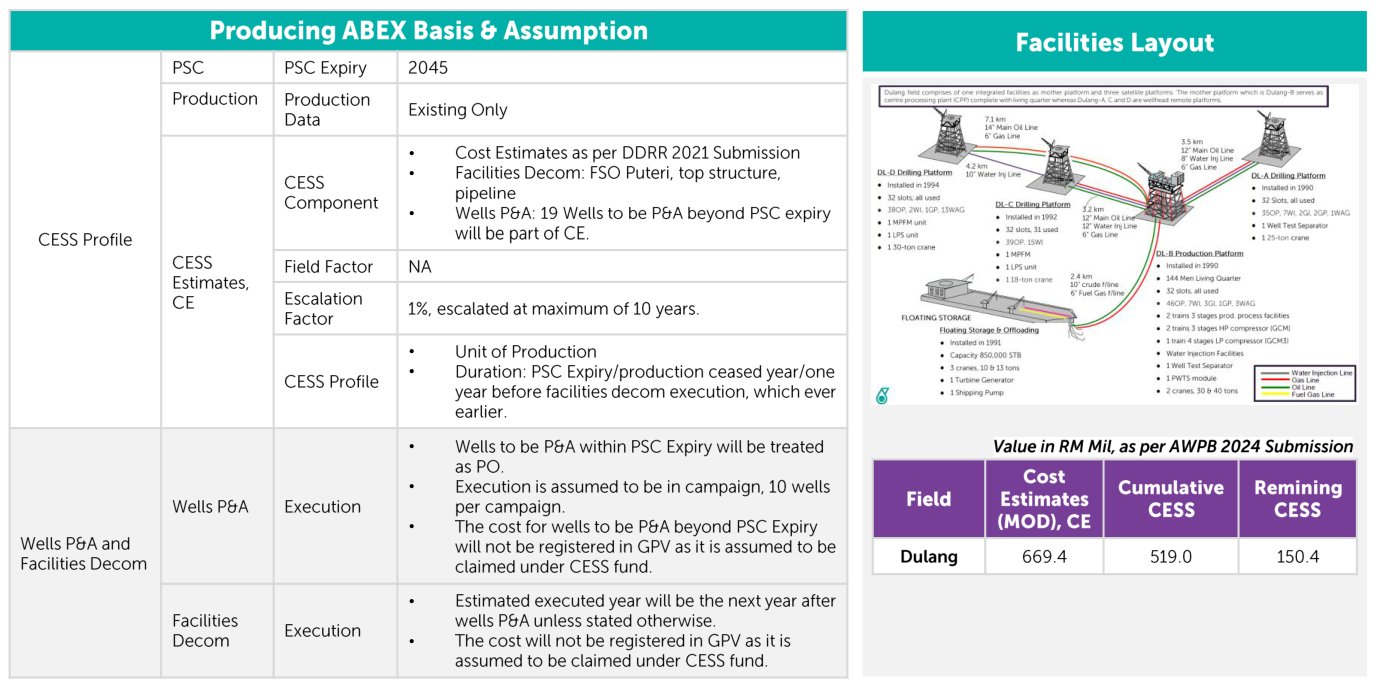 Producing ABEX Basis & Assumption
CESS Profile
PSC
PSC Expiry
2045
Production
Production
Data
Existing Only
CESS
Estimates,
CE
CESS
Component
• Cost Estimates as per DDRR 2021 Submission
• Facilities Decom: FSO Puteri, top structure,
pipeline
• Wells P&A: 19 Wells to be P&A beyond PSC expiry
will be part of CE.
Field Factor
NA
Escalation
Factor
1%, escalated at maximum of 10 years.
CESS Profile
• Unit of Production
• Duration: PSC Expiry/production ceased year/one
year before facilities decom execution, which ever
earlier.
Wells P&A and
Facilities Decom
Wells P&A
Execution
• Wells to be P&A within PSC Expiry will be treated
as PO.
• Execution is assumed to be in campaign, 10 wells
per campaign.
• The cost for wells to be P&A beyond PSC Expiry
will not be registered in GPV as it is assumed to be
claimed under CESS fund.
Facilities
Decom
Execution
• Estimated executed year will be the next year after
wells P&A unless stated otherwise.
• The cost will not be registered in GPV as it is
assumed to be claimed under CESS fund.
Facilities Layout
Dulang field comprises of one integrated facilities as mother platform and three satellite platforms. The mother platform which is Dulang-B serves as
centre processing plant (CPP) complete with living quarter whereas Dulang-A, C and D are wellhead remote platforms.
7.1 km
14" Main Oil Line
6" Gas Line
4.2 km
10" Water Inj Line
3.5 km
12" Main Oil Line
8" Water Inj Line
6" Gas Line
3.2 km
12" Main Oil Line
12" Water Inj Line
6" Gas Line
2.4 km
10" crude f/line
6" Fuel Gas f/line
DL-D Drilling Platform
• Installed in 1994
• 32 slots; all used
• 38OP, 2WI, 1GP, 13WAG
• 1 MPFM unit
• 1 LPS unit
• 1 30-ton crane
DL-C Drilling Platform
• Installed in 1992
• 32 slots, 31 used
• 39OP, 15WI
• 1 MPFM
• 1 LPS unit
• 1 18-ton crane
DL-A Drilling Platform
• Installed in 1990
• 32 Slots, all used
• 35OP, 7WI, 2GI, 2GP, 1WAG
• 1 Well Test Separator
• 1 25-ton crane
DL-B Production Platform
• Installed in 1990
• 144 Men Living Quarter
• 32 slots, all used
• 46OP, 7WI, 3GI, 1GP, 3WAG
• 2 trains 3 stages prod. process facilities
• 2 trains 3 stages HP compressor (GCM)
• 1 train 4 stages LP compressor (GCM3)
• Water Injection Facilities
• 1 Well Test Separator
• 1 PWTS module
• 2 cranes, 30 & 40 tons
FLOATING STORAGE
Floating Storage & Offloading
• Installed in 1991
• Capacity 850,000 STB
• 3 cranes, 10 & 13 tons
• 1 Turbine Generator
• 1 Shipping Pump
Water Injection Line
Gas Line
Oil Line
Fuel Gas Line
Value in RM Mil, as per AWPB 2024 Submission
Field
Cost
Estimates
(MOD), CE
Cumulative
CESS
Remining
CESS
Dulang
669.4
519.0
150.4